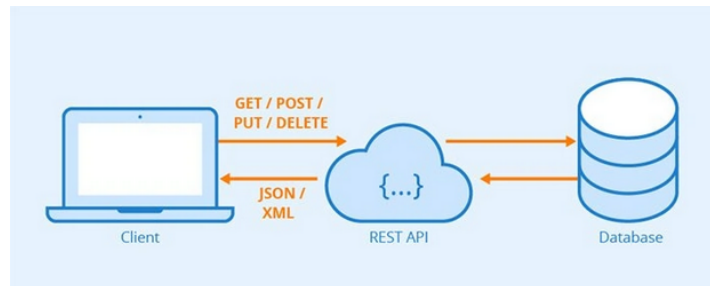 GET / POST /
PUT / DELETE
{...}
JSON /
XML
Client
REST API
Database